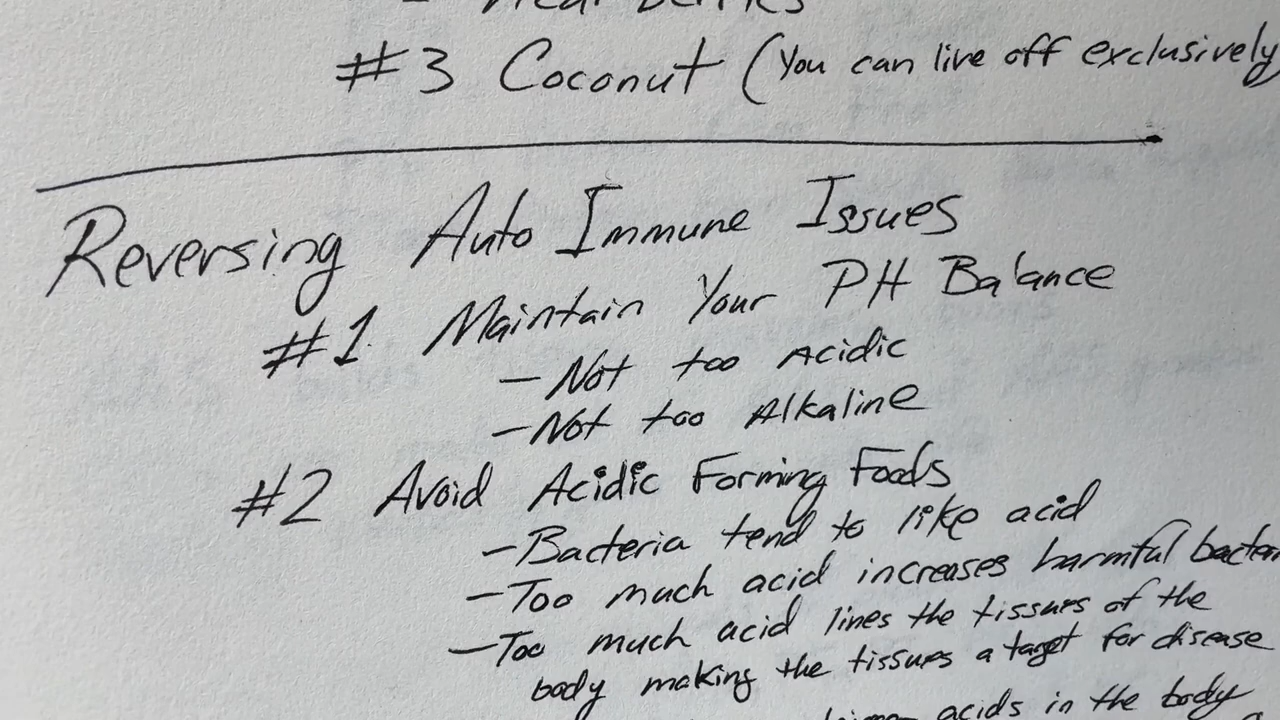 #3 Coconut (You can live off exclusively
Reversing Auto Immune Issues
#1 Maintain Your PH Balance
- Not too Acidic
- Not too Alkaline
#2 Avoid Acidic Forming Foods
- Bacteria tend to like acid
- Too much acid increases harmful
- Too much acid lines the tissues of the
body making the tissues a target for disease
acids in the body